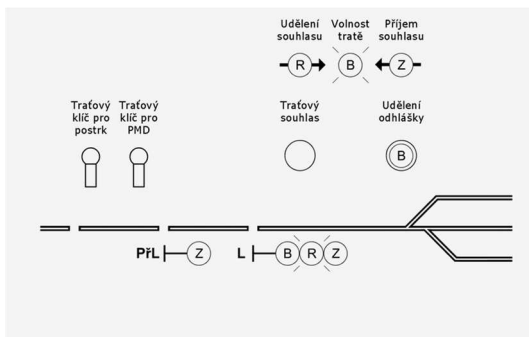 Udělení souhlasu
Volnost tratě
Příjem souhlasu
R
B
Z
Traťový klíč pro postrk
Traťový klíč pro PMD
Traťový souhlas
Udělení odhlášky
B
PřL
Z
L
B
R
Z